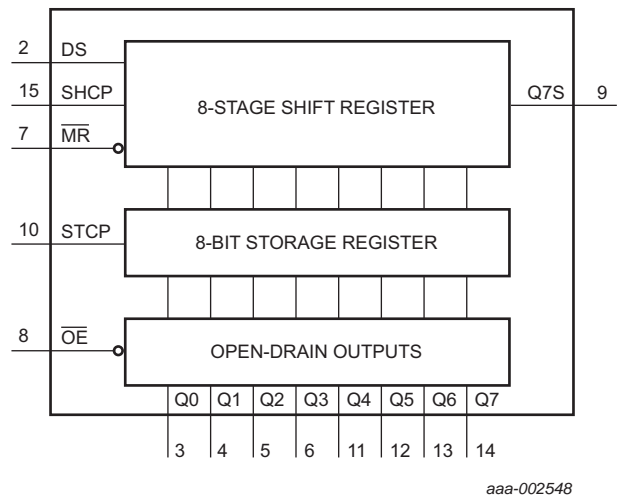 2 DS
15 SHCP
7 M̅R̅
8-STAGE SHIFT REGISTER
Q7S 9
10 STCP
8-BIT STORAGE REGISTER
8 O̅E̅
OPEN-DRAIN OUTPUTS
Q0 Q1 Q2 Q3 Q4 Q5 Q6 Q7
3 4 5 6 11 12 13 14
aaa-002548